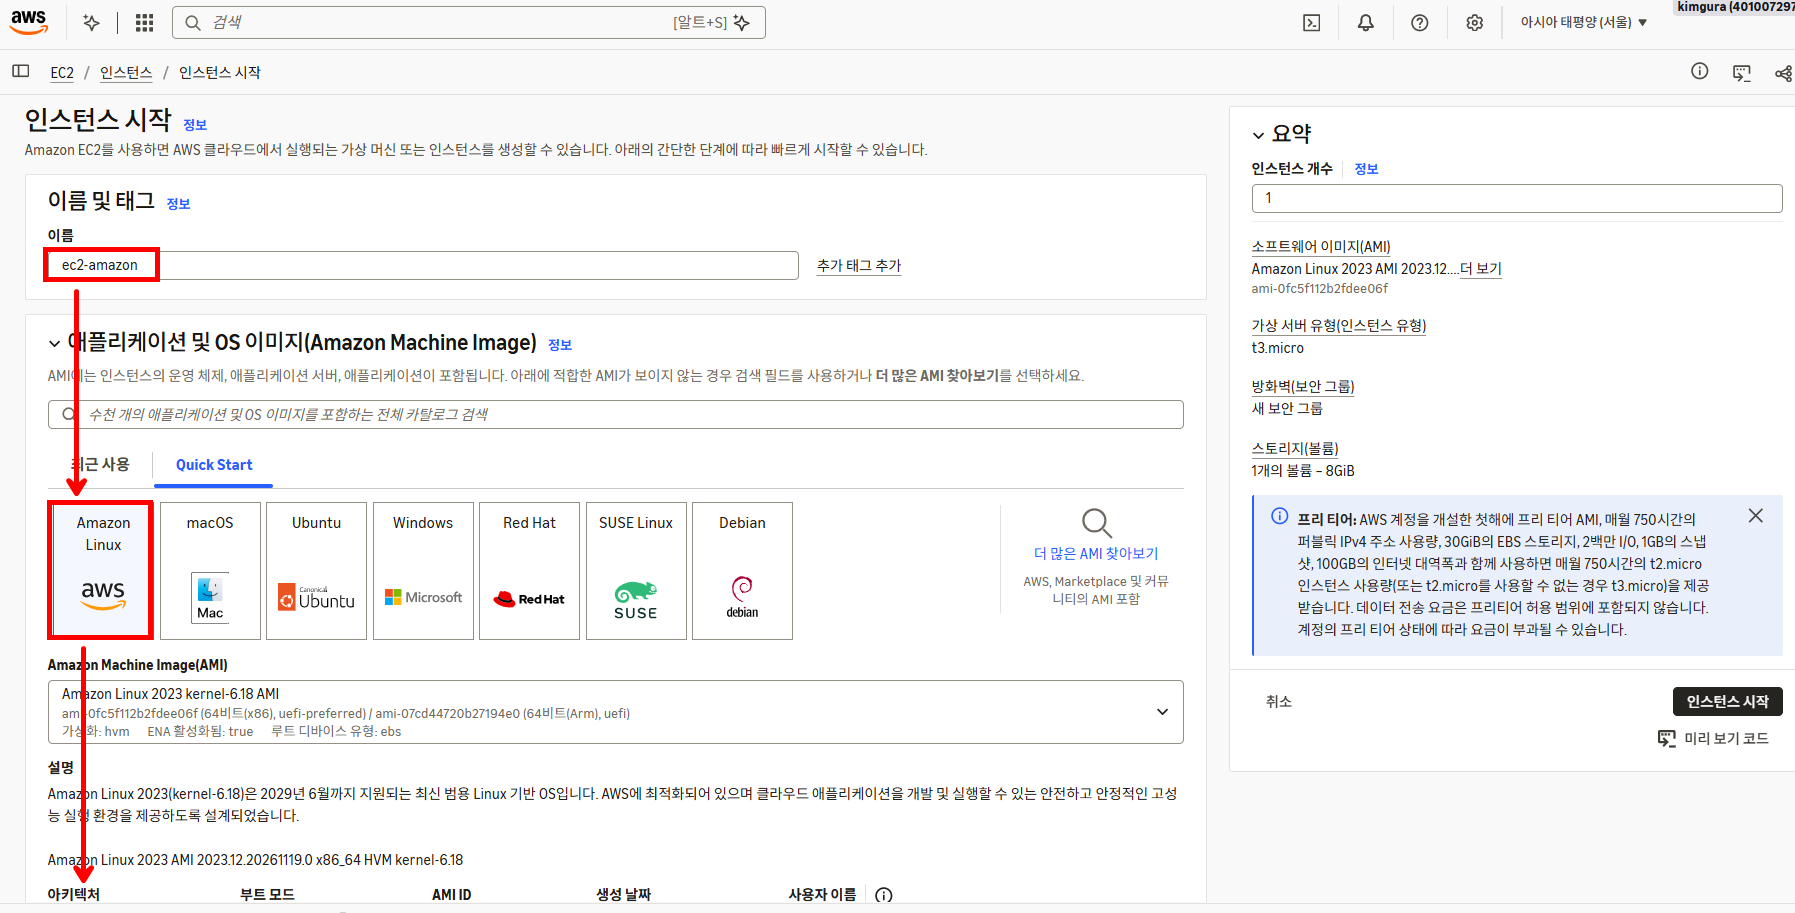 aws
검색
[알트+S]
아시아 태평양 (서울)
kimgura (401007297
EC2 / 인스턴스 / 인스턴스 시작
인스턴스 시작 정보
Amazon EC2를 사용하면 AWS 클라우드에서 실행되는 가상 머신 또는 인스턴스를 생성할 수 있습니다. 아래의 간단한 단계에 따라 빠르게 시작할 수 있습니다.
이름 및 태그 정보
이름
ec2-amazon
추가 태그 추가
애플리케이션 및 OS 이미지(Amazon Machine Image) 정보
AMI에는 인스턴스의 운영 체제, 애플리케이션 서버, 애플리케이션이 포함됩니다. 아래에 적합한 AMI가 보이지 않는 경우 검색 필드를 사용하거나 더 많은 AMI 찾아보기를 선택하세요.
수천 개의 애플리케이션 및 OS 이미지를 포함하는 전체 카탈로그 검색
최근 사용
Quick Start
Amazon Linux
aws
macOS
Mac
Ubuntu
Canonical Ubuntu
Windows
Microsoft
Red Hat
Red Hat
SUSE Linux
SUSE
Debian
debian
더 많은 AMI 찾아보기
AWS, Marketplace 및 커뮤
니티의 AMI 포함
Amazon Machine Image(AMI)
Amazon Linux 2023 kernel-6.18 AMI
ami-0fc5f112b2fdee06f (64비트(x86), uefi-preferred) / ami-07cd44720b27194e0 (64비트(Arm), uefi)
가상화: hvm ENA 활성화됨: true 루트 디바이스 유형: ebs
설명
Amazon Linux 2023(kernel-6.18)은 2029년 6월까지 지원되는 최신 범용 Linux 기반 OS입니다. AWS에 최적화되어 있으며 클라우드 애플리케이션을 개발 및 실행할 수 있는 안전하고 안정적인 고성
능 실행 환경을 제공하도록 설계되었습니다.
Amazon Linux 2023 AMI 2023.12.20261119.0 x86_64 HVM kernel-6.18
아키텍처 부트 모드 AMI ID 생성 날짜 사용자 이름
요약
인스턴스 개수 정보
1
소프트웨어 이미지(AMI)
Amazon Linux 2023 AMI 2023.12....더 보기
ami-0fc5f112b2fdee06f
가상 서버 유형(인스턴스 유형)
t3.micro
방화벽(보안 그룹)
새 보안 그룹
스토리지(볼륨)
1개의 볼륨 – 8GiB
프리 티어: AWS 계정을 개설한 첫해에 프리 티어 AMI, 매월 750시간의
퍼블릭 IPv4 주소 사용량, 30GiB의 EBS 스토리지, 2백만 I/O, 1GB의 스냅
샷, 100GB의 인터넷 대역폭과 함께 사용하면 매월 750시간의 t2.micro
인스턴스 사용량(또는 t2.micro를 사용할 수 없는 경우 t3.micro)을 제공
받습니다. 데이터 전송 요금은 프리티어 허용 범위에 포함되지 않습니다.
계정의 프리 티어 상태에 따라 요금이 부과될 수 있습니다.
취소
인스턴스 시작
미리 보기 코드